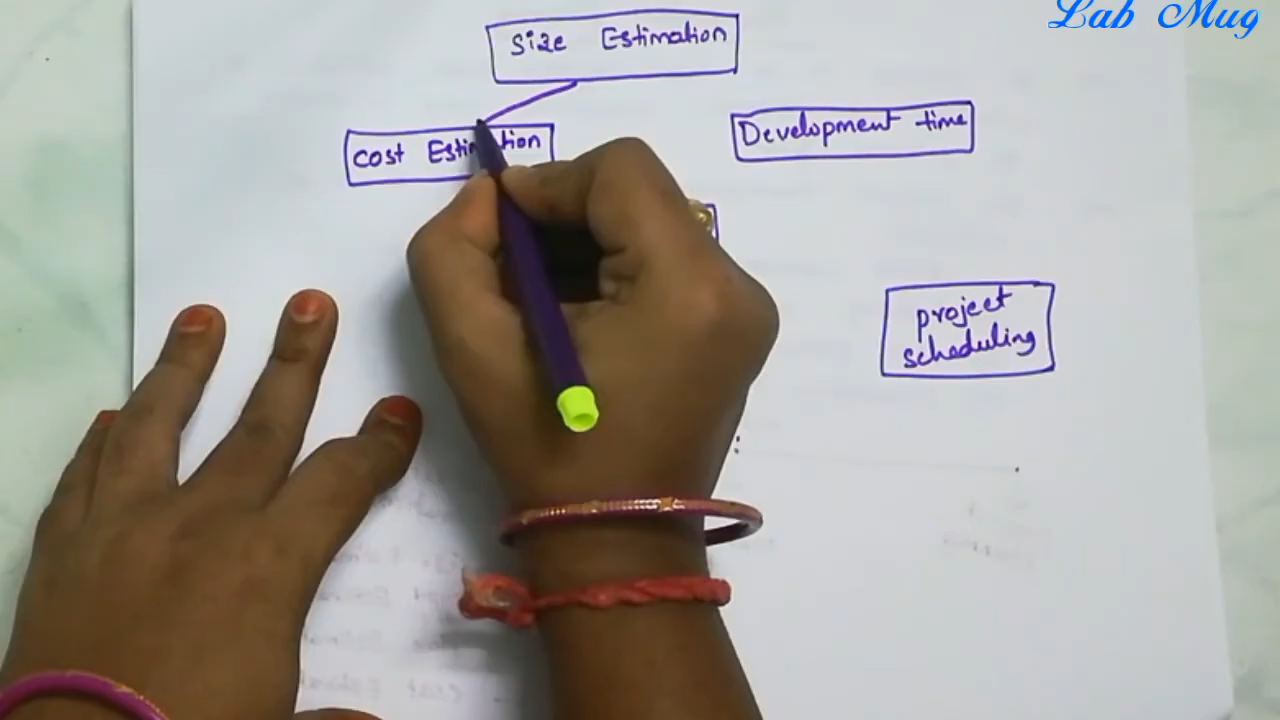 Lab Mug
Size Estimation
Cost Estimation
Development time
project
scheduling